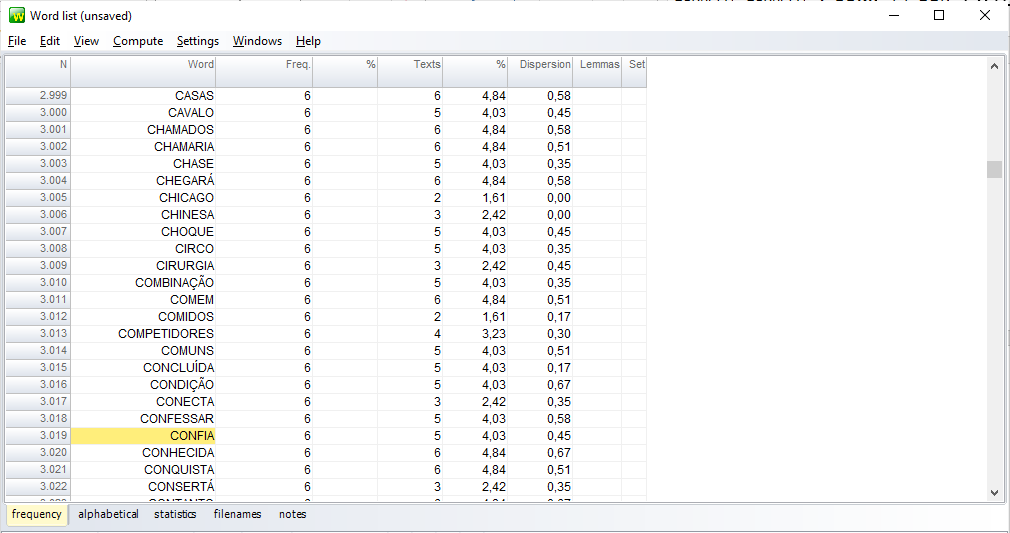 Word list (unsaved)
File Edit View Compute Settings Windows Help
N Word Freq. % Texts % Dispersion Lemmas Set
2.999 CASAS 6 6 4,84 0,58
3.000 CAVALO 6 5 4,03 0,45
3.001 CHAMADOS 6 6 4,84 0,58
3.002 CHAMARIA 6 6 4,84 0,51
3.003 CHASE 6 5 4,03 0,35
3.004 CHEGARÁ 6 6 4,84 0,58
3.005 CHICAGO 6 2 1,61 0,00
3.006 CHINESA 6 3 2,42 0,00
3.007 CHOQUE 6 5 4,03 0,45
3.008 CIRCO 6 5 4,03 0,35
3.009 CIRURGIA 6 3 2,42 0,45
3.010 COMBINAÇÃO 6 5 4,03 0,35
3.011 COMEM 6 6 4,84 0,51
3.012 COMIDOS 6 2 1,61 0,17
3.013 COMPETIDORES 6 4 3,23 0,30
3.014 COMUNS 6 5 4,03 0,51
3.015 CONCLUÍDA 6 5 4,03 0,17
3.016 CONDIÇÃO 6 5 4,03 0,67
3.017 CONECTA 6 3 2,42 0,35
3.018 CONFESSAR 6 5 4,03 0,58
3.019 CONFIA 6 5 4,03 0,45
3.020 CONHECIDA 6 6 4,84 0,67
3.021 CONQUISTA 6 6 4,84 0,51
3.022 CONSERTÁ 6 3 2,42 0,35
frequency alphabetical statistics filenames notes